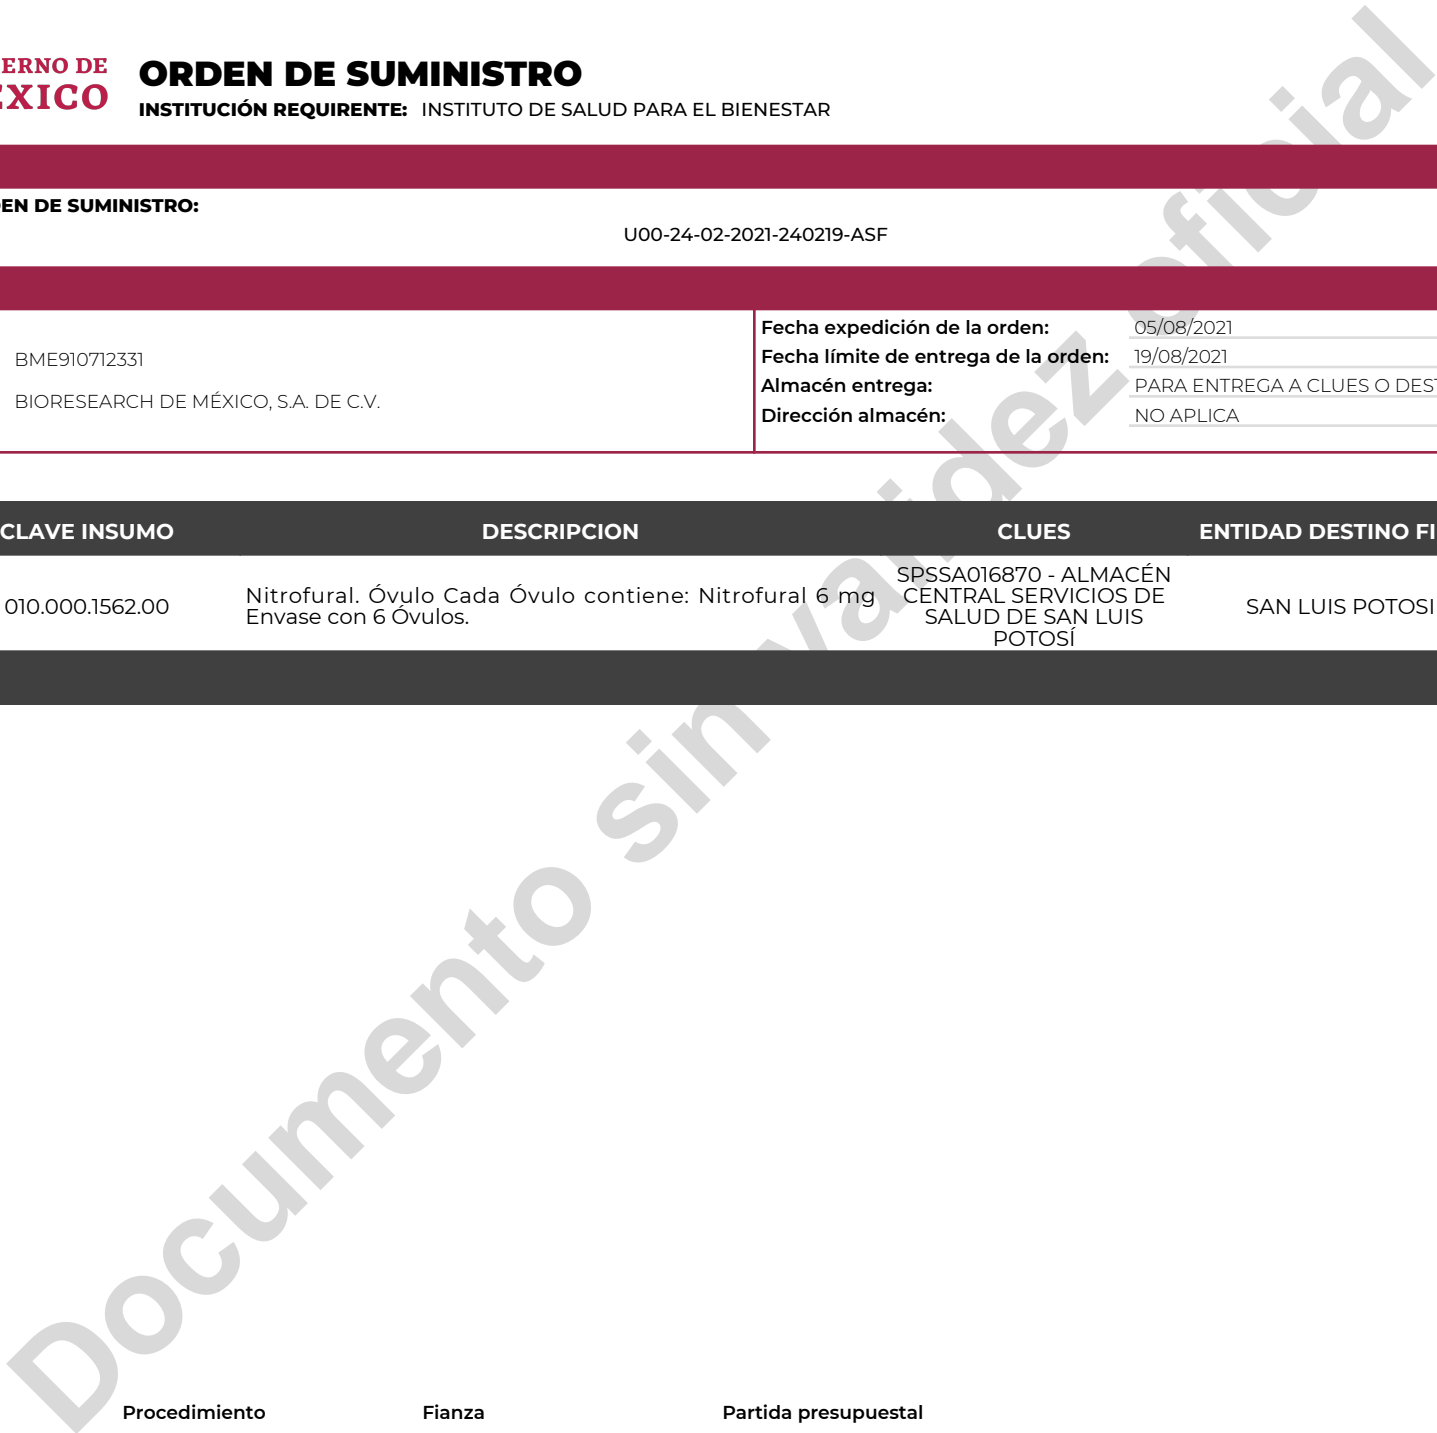 ERNO DE
ÉXICO
ORDEN DE SUMINISTRO
INSTITUCIÓN REQUIRENTE: INSTITUTO DE SALUD PARA EL BIENESTAR
EN DE SUMINISTRO:
U00-24-02-2021-240219-ASF
BME910712331
BIORESEARCH DE MÉXICO, S.A. DE C.V.
Fecha expedición de la orden: 05/08/2021
Fecha límite de entrega de la orden: 19/08/2021
Almacén entrega: PARA ENTREGA A CLUES O DEST
Dirección almacén: NO APLICA
CLAVE INSUMO DESCRIPCION CLUES ENTIDAD DESTINO FI
010.000.1562.00
Nitrofural. Óvulo Cada Óvulo contiene: Nitrofural 6 mg
Envase con 6 Óvulos.
SPSSA016870 - ALMACÉN
CENTRAL SERVICIOS DE
SALUD DE SAN LUIS
POTOSÍ
SAN LUIS POTOSI
Documento sin validez oficial
Procedimiento Fianza Partida presupuestal